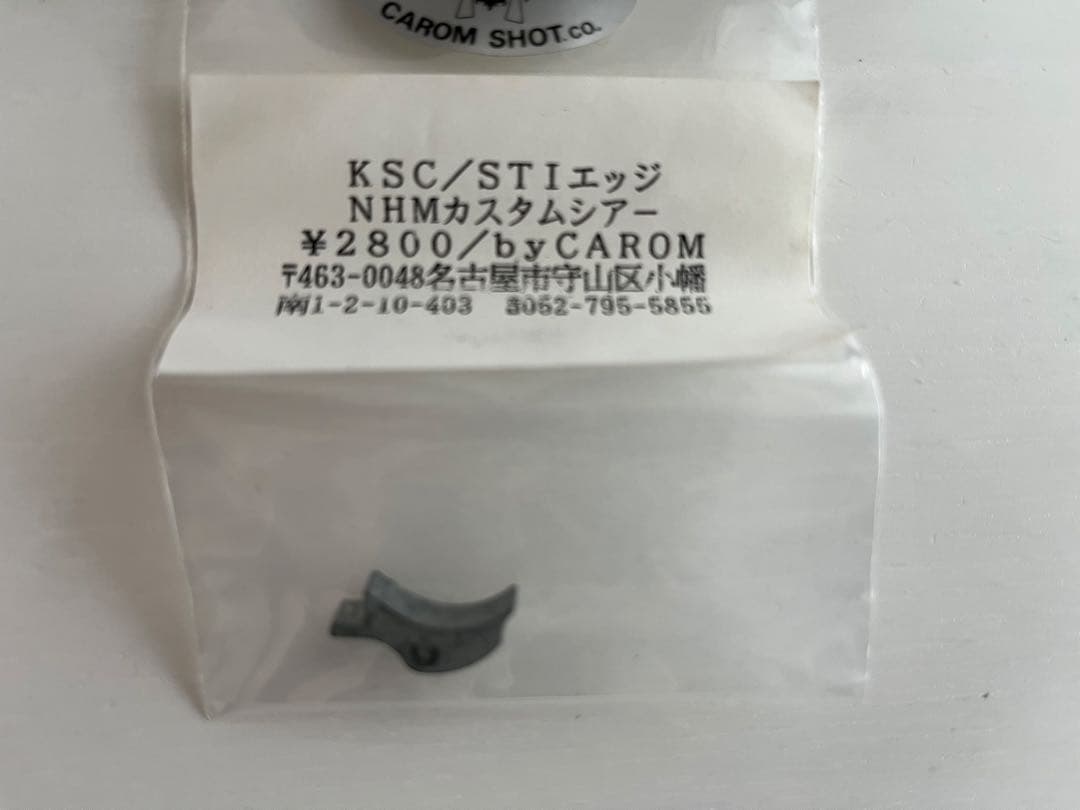 CAROM SHOT.co.
KSC/STIエッジ
NHMカスタムシアー
¥2800/byCAROM
〒463-0048名古屋市守山区小幡
南1-2-10-403 ☎052-795-5855